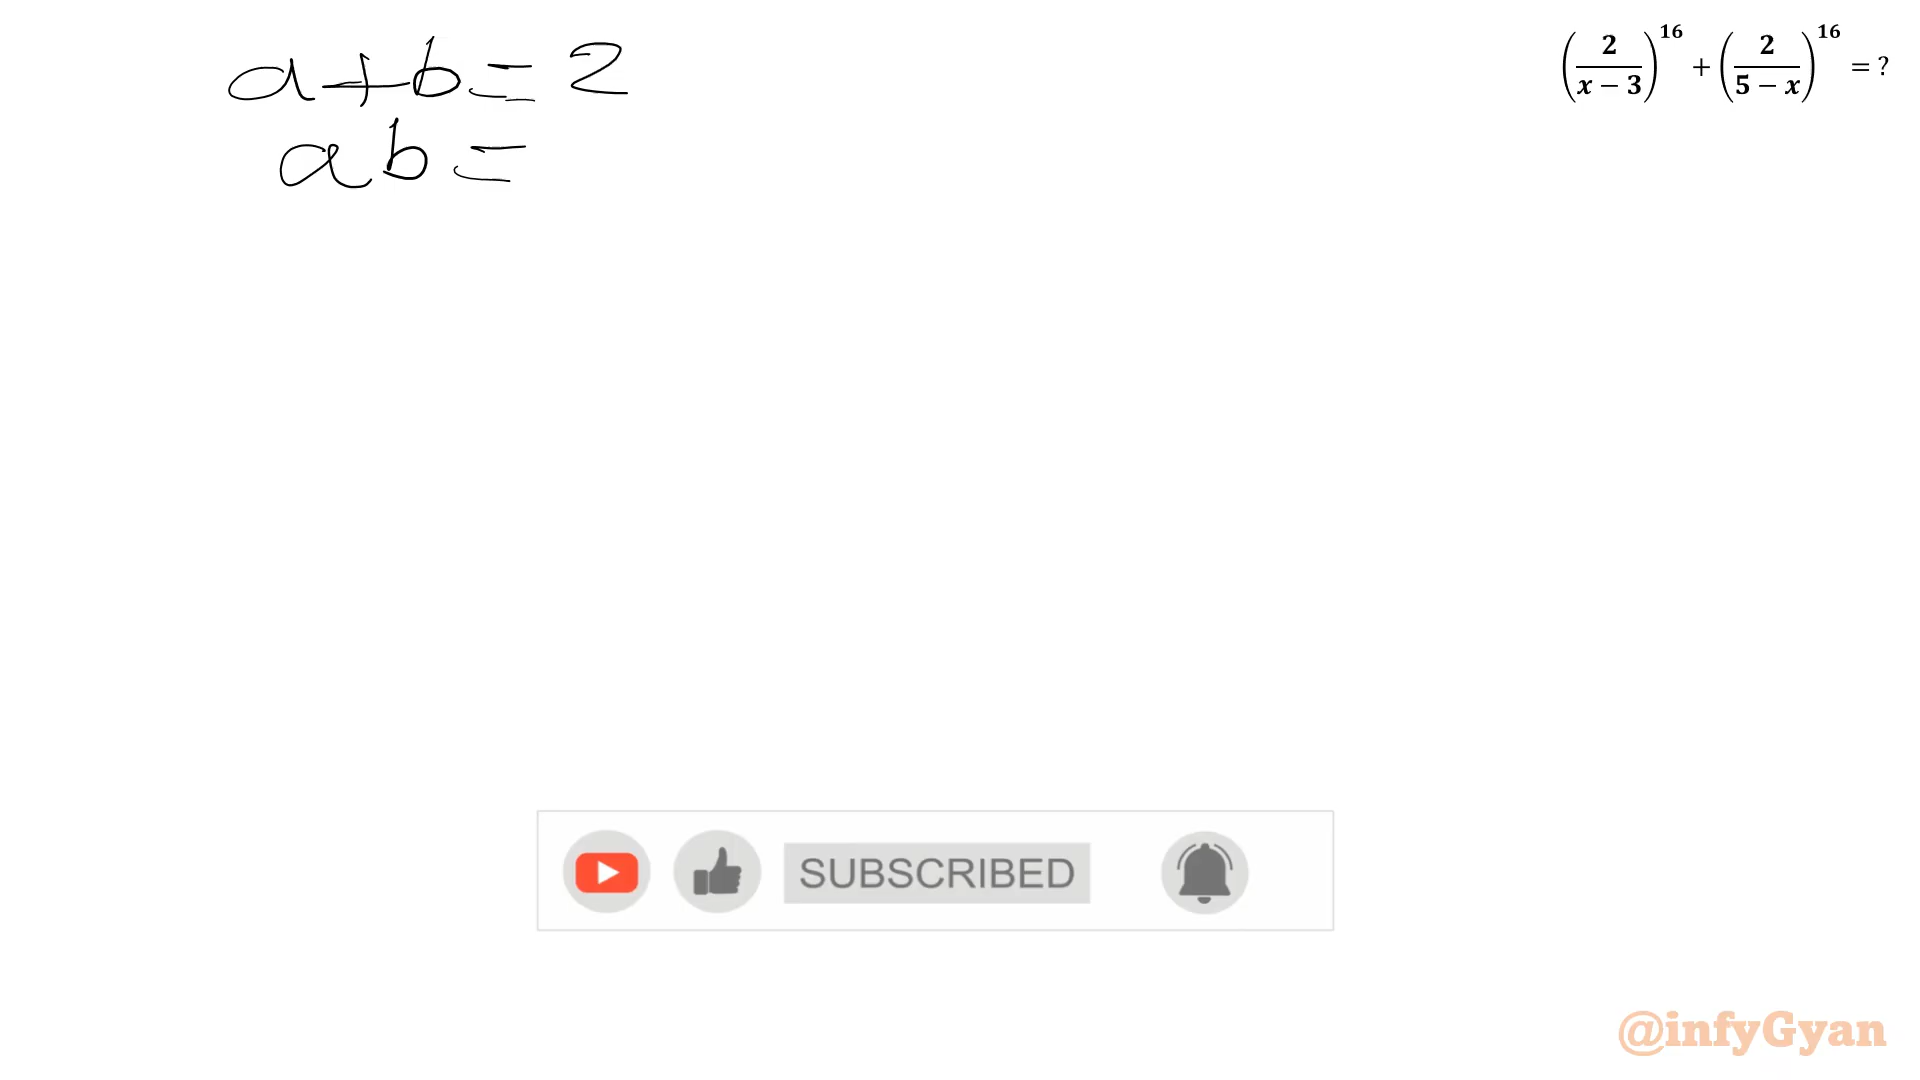 a+b=2
ab=
(2/(x − 3))^16 + (2/(5 − x))^16 = ?
SUBSCRIBED
@infyGyan